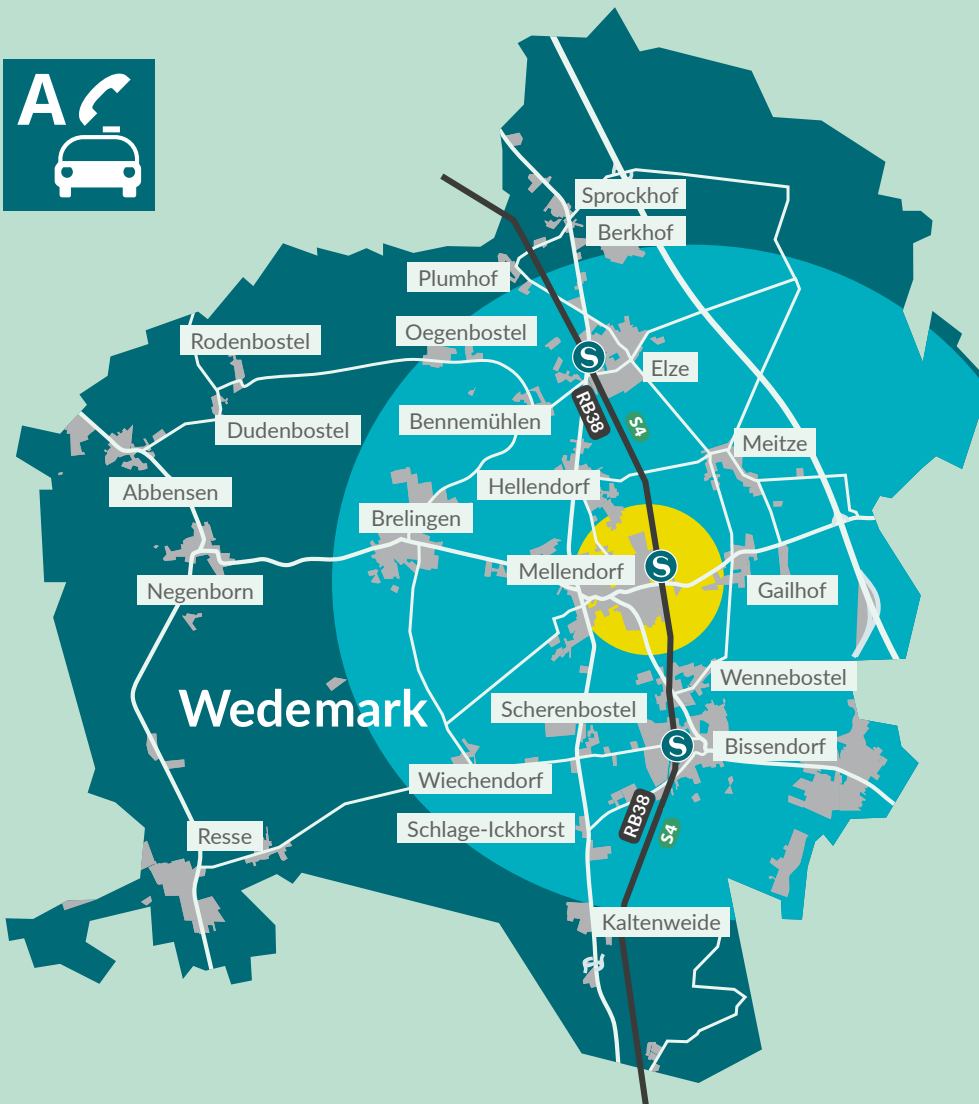 A
Sprockhof
Berkhof
Plumhof
Rodenbostel
Oegenbostel
S
Elze
Bennemühlen
RB38
S4
Dudenbostel
Meitze
Abbensen
Hellendorf
Brelingen
Mellendorf
S
Negenborn
Gailhof
Wennebostel
Wedemark
Scherenbostel
S
Bissendorf
Wiechendorf
RB38
S4
Schlage-Ickhorst
Resse
Kaltenweide